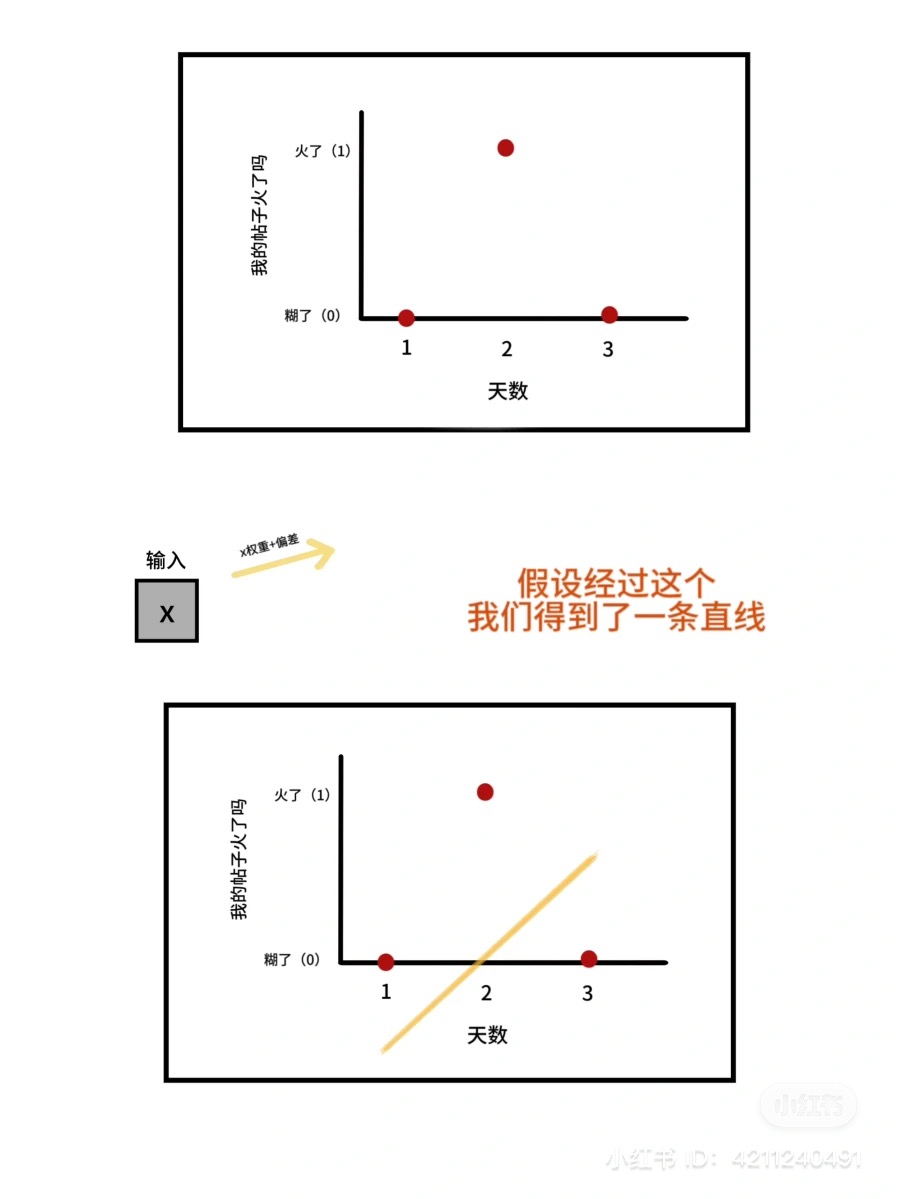 我的帖子火了吗
火了（1）
糊了（0）
1
2
3
天数
输入
X
x权重+偏差
假设经过这个
我们得到了一条直线
我的帖子火了吗
火了（1）
糊了（0）
1
2
3
天数
小红书
小红书 ID：4211240491